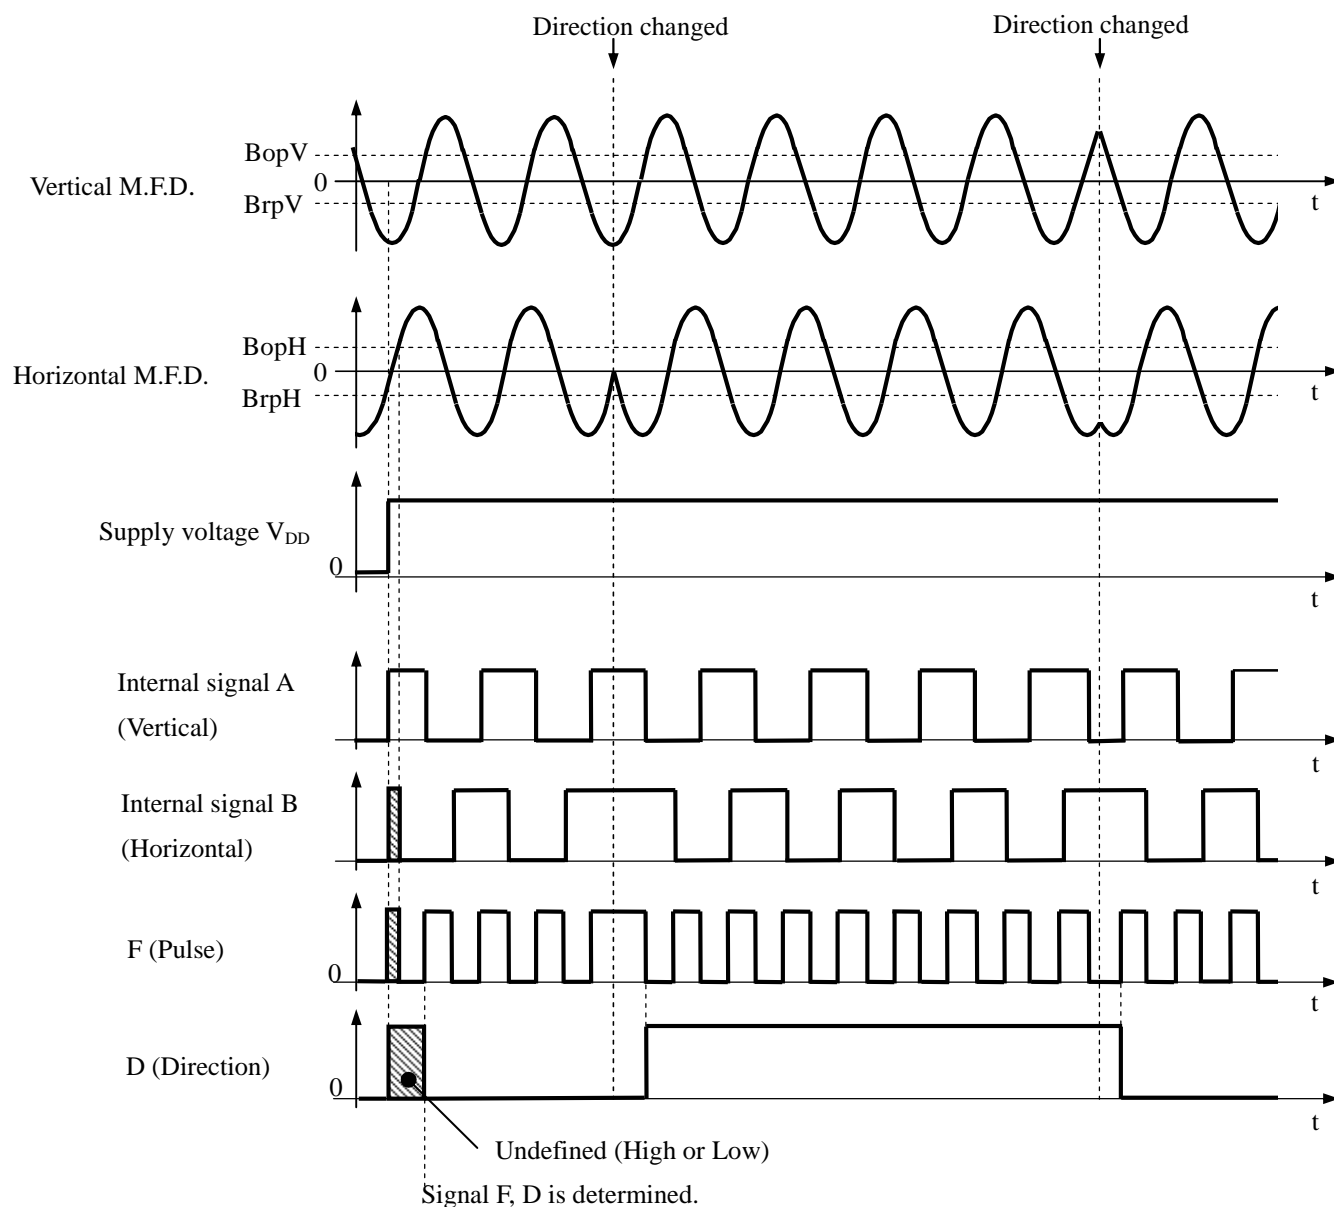 Direction changed
Direction changed
BopV
Vertical M.F.D.
0
BrpV
t
BopH
Horizontal M.F.D.
0
BrpH
t
Supply voltage VDD
0
t
Internal signal A
(Vertical)
t
Internal signal B
(Horizontal)
t
F (Pulse)
0
t
D (Direction)
0
t
Undefined (High or Low)
Signal F, D is determined.